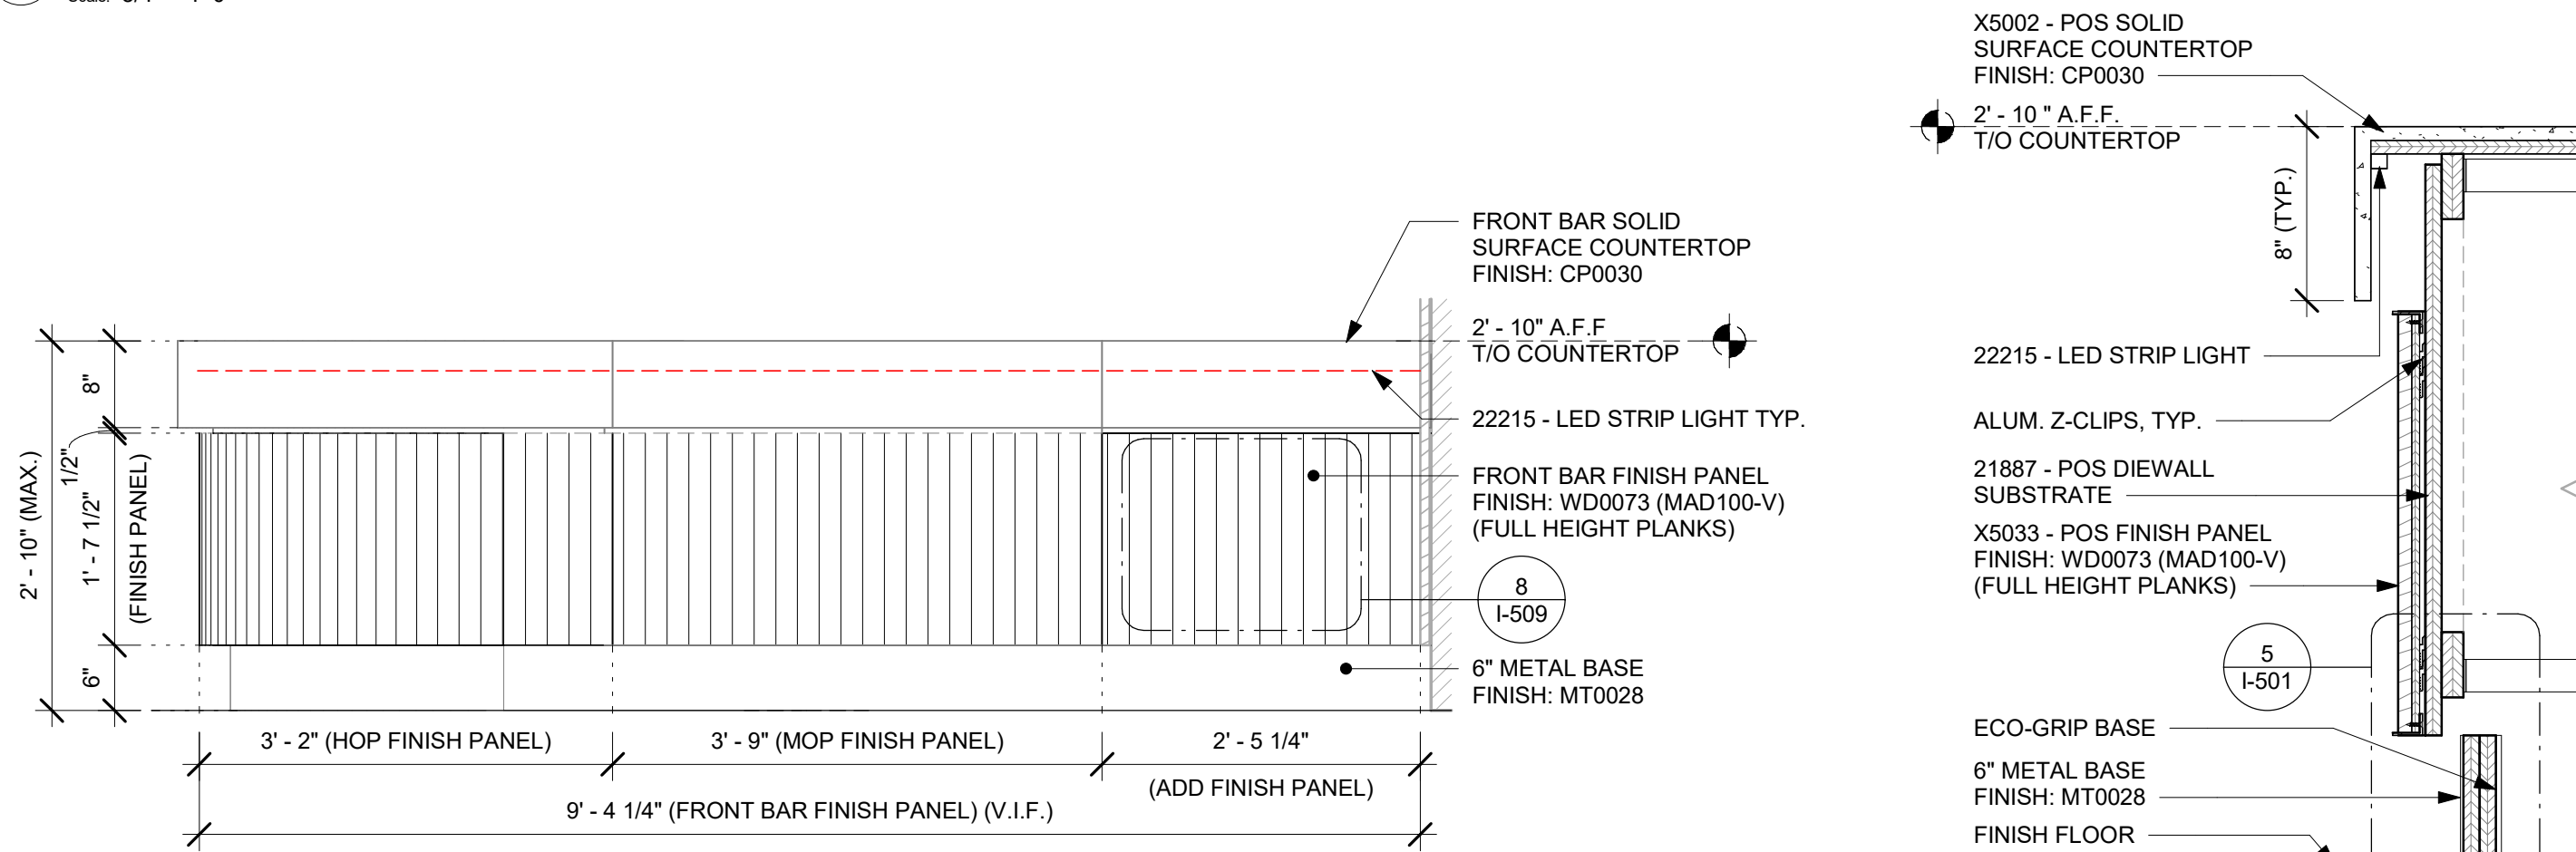 X5002 - POS SOLID
SURFACE COUNTERTOP
FINISH: CP0030
2' - 10 " A.F.F.
T/O COUNTERTOP
8" (TYP.)
FRONT BAR SOLID
SURFACE COUNTERTOP
FINISH: CP0030
2' - 10" A.F.F
T/O COUNTERTOP
22215 - LED STRIP LIGHT TYP.
FRONT BAR FINISH PANEL
FINISH: WD0073 (MAD100-V)
(FULL HEIGHT PLANKS)
8
I-509
6" METAL BASE
FINISH: MT0028
2' - 10" (MAX.)
8"
1/2"
1' - 7 1/2"
(FINISH PANEL)
6"
3' - 2" (HOP FINISH PANEL)
3' - 9" (MOP FINISH PANEL)
2' - 5 1/4"
(ADD FINISH PANEL)
9' - 4 1/4" (FRONT BAR FINISH PANEL) (V.I.F.)
22215 - LED STRIP LIGHT
ALUM. Z-CLIPS, TYP.
21887 - POS DIEWALL
SUBSTRATE
X5033 - POS FINISH PANEL
FINISH: WD0073 (MAD100-V)
(FULL HEIGHT PLANKS)
5
I-501
ECO-GRIP BASE
6" METAL BASE
FINISH: MT0028
FINISH FLOOR